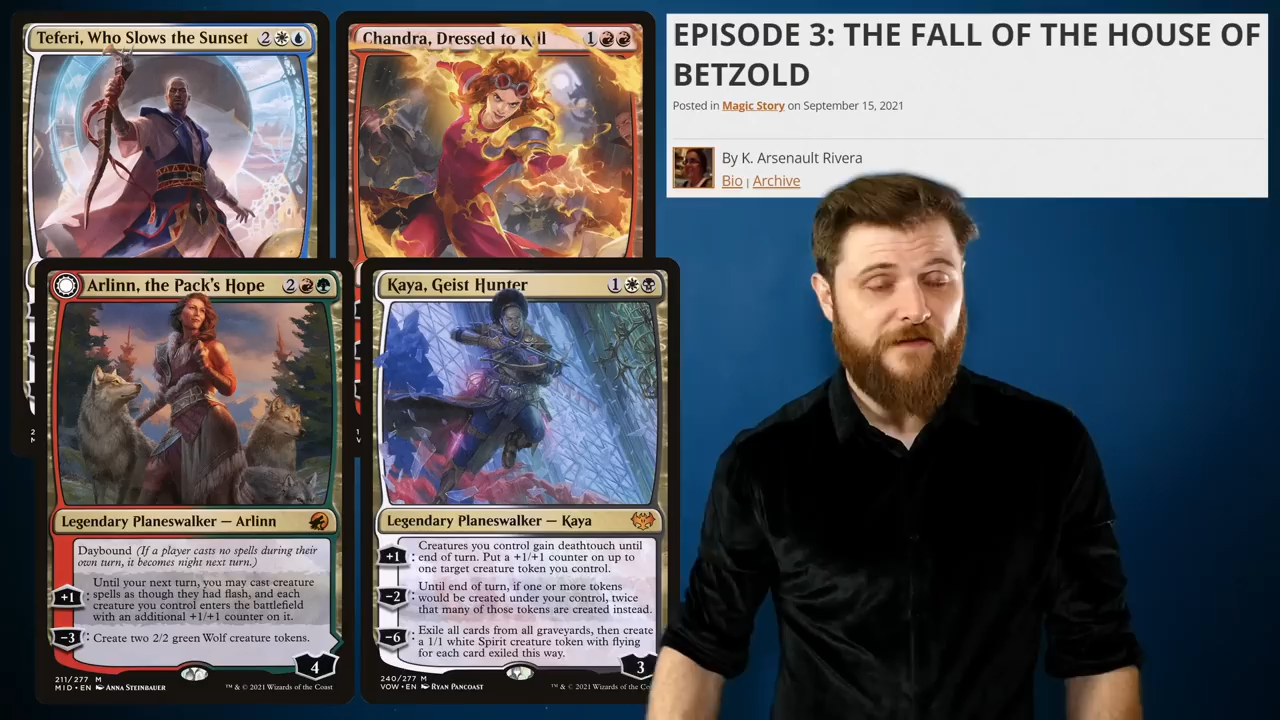 Teferi, Who Slows the Sunset 2
Chandra, Dressed to Kill 1
EPISODE 3: THE FALL OF THE HOUSE OF
BETZOLD
Posted in Magic Story on September 15, 2021
By K. Arsenault Rivera
Bio | Archive
Arlinn, the Pack's Hope 2
Legendary Planeswalker — Arlinn
Daybound (If a player casts no spells during their
own turn, it becomes night next turn.)
+1: Until your next turn, you may cast creature
spells as though they had flash, and each
creature you control enters the battlefield
with an additional +1/+1 counter on it.
−3: Create two 2/2 green Wolf creature tokens.
4
211/277 M
MID • EN ANNA STEINBAUER
™ & © 2021 Wizards of the Coast
Kaya, Geist Hunter 1
Legendary Planeswalker — Kaya
+1: Creatures you control gain deathtouch until
end of turn. Put a +1/+1 counter on up to
one target creature token you control.
−2: Until end of turn, if one or more tokens
would be created under your control, twice
that many of those tokens are created instead.
−6: Exile all cards from all graveyards, then create
a 1/1 white Spirit creature token with flying
for each card exiled this way.
3
240/277 M
VOW • EN RYAN PANCOAST
™ & © 2021 Wizards of the Coast